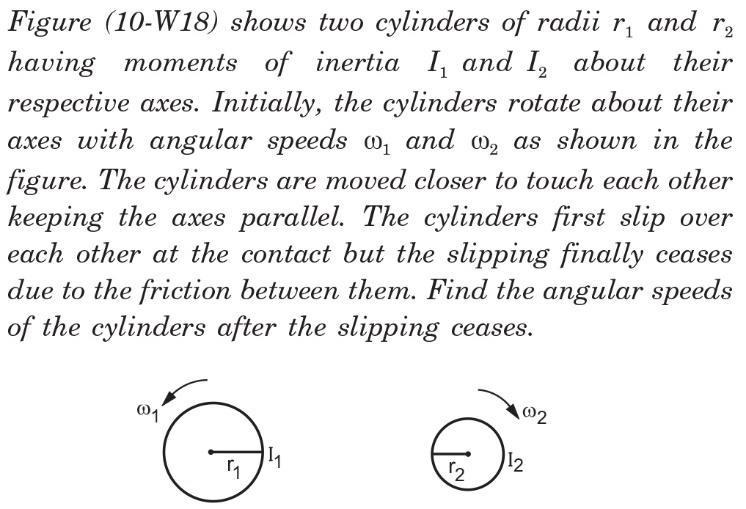 Figure (10-W18) shows two cylinders of radii r₁ and r₂
having moments of inertia I₁ and I₂ about their
respective axes. Initially, the cylinders rotate about their
axes with angular speeds ω₁ and ω₂ as shown in the
figure. The cylinders are moved closer to touch each other
keeping the axes parallel. The cylinders first slip over
each other at the contact but the slipping finally ceases
due to the friction between them. Find the angular speeds
of the cylinders after the slipping ceases.
ω₁ r₁ I₁
ω₂ r₂ I₂